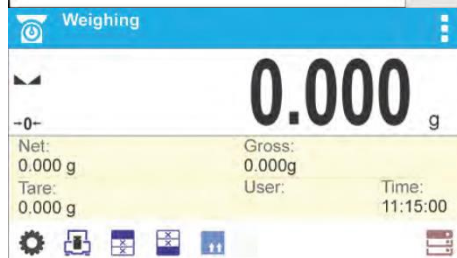 Weighing
0.000 g
→0←
Net: Gross:
0.000 g 0.000g
Tare: User: Time:
0.000 g 11:15:00